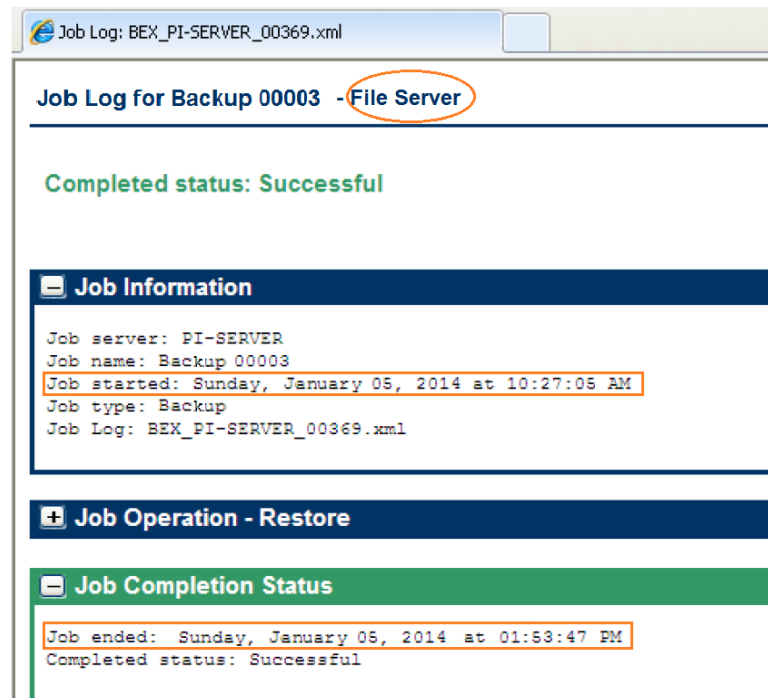 Job Log: BEX_PI-SERVER_00369.xml
Job Log for Backup 00003 - File Server
Completed status: Successful
Job Information
Job server: PI-SERVER
Job name: Backup 00003
Job started: Sunday, January 05, 2014 at 10:27:05 AM
Job type: Backup
Job Log: BEX_PI-SERVER_00369.xml
Job Operation - Restore
Job Completion Status
Job ended: Sunday, January 05, 2014 at 01:53:47 PM
Completed status: Successful